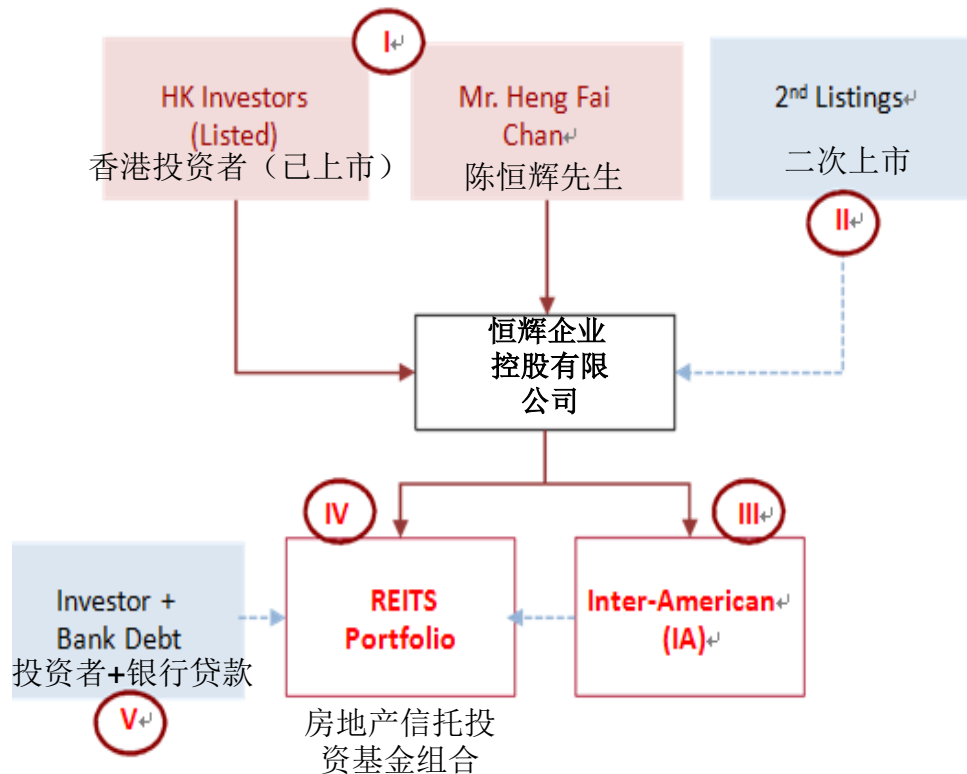 I↵
HK Investors
(Listed)
香港投资者（已上市）
Mr. Heng Fai
Chan↵
陈恒辉先生
2nd Listings↵
二次上市
II↵
恒辉企业
控股有限
公司
IV
III↵
Investor +
Bank Debt
投资者+银行贷款
V↵
REITS
Portfolio
房地产信托投
资基金组合
Inter-American↵
(IA)↵